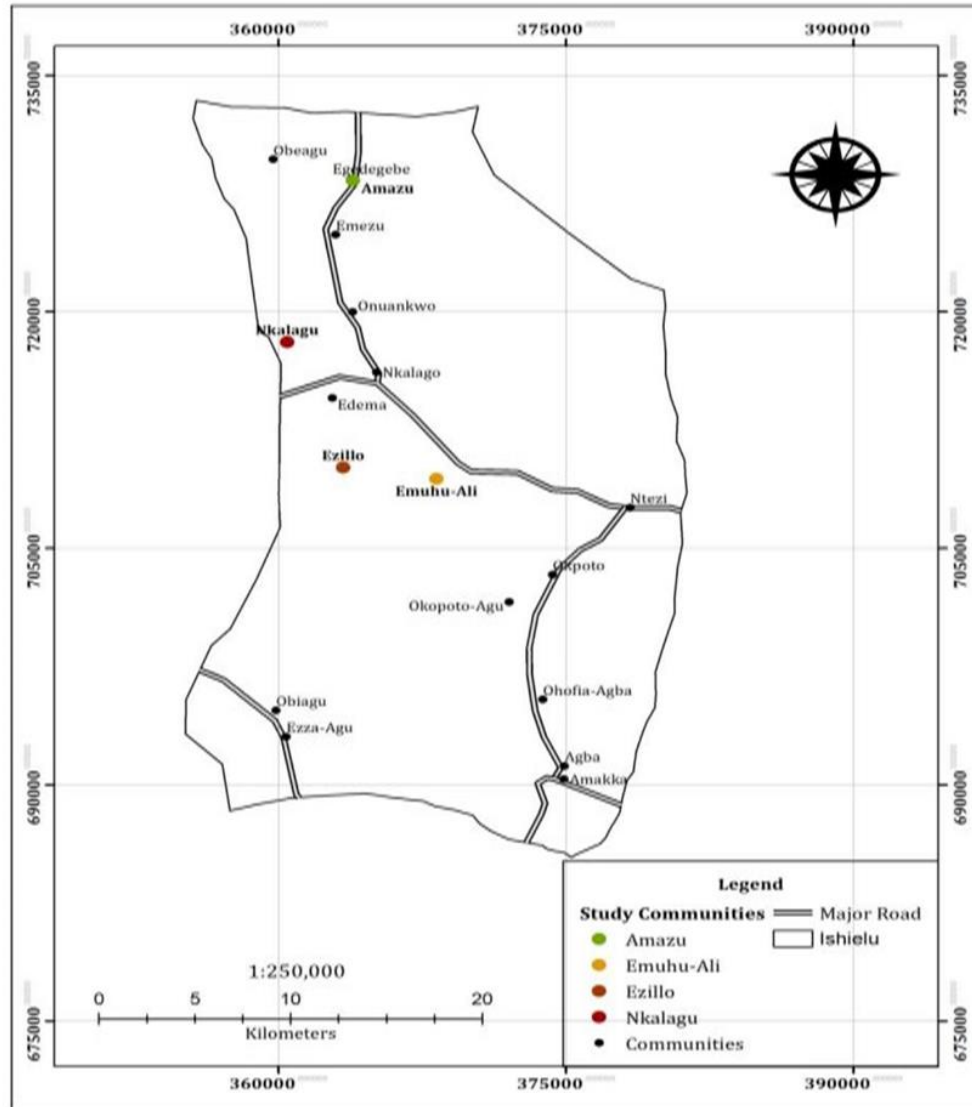 360000 375000 390000
735000 735000
Obeagu
Egedegebe
Amazu
Emezu
720000 720000
Onuankwo
Nkalagu
Nkalago
Edema
Ezillo
Emuhu-Ali
Ntezi
705000 705000
Okpoto
Okopoto-Agu
Ohofia-Agba
Obiagu
Ezza-Agu
Agba
Amakka
690000 690000
Legend
Study Communities
Major Road
Amazu
Ishielu
Emuhu-Ali
Ezillo
Nkalagu
Communities
1:250,000
0 5 10 20
Kilometers
675000 675000
360000 375000 390000